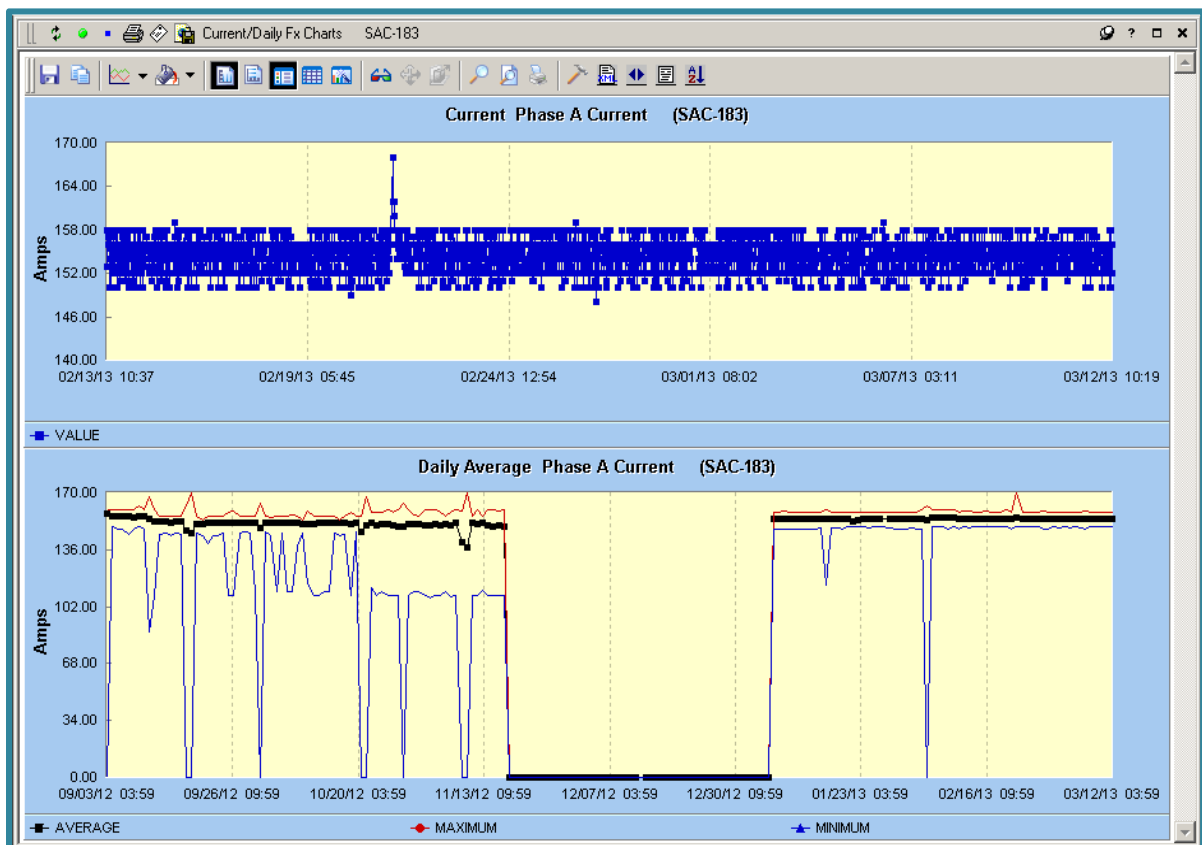 Current/Daily Fx Charts SAC-183
Current Phase A Current (SAC-183)
170.00
164.00
158.00
152.00
146.00
140.00
Amps
02/13/13 10:37 02/19/13 05:45 02/24/13 12:54 03/01/13 08:02 03/07/13 03:11 03/12/13 10:19
VALUE
Daily Average Phase A Current (SAC-183)
170.00
136.00
102.00
68.00
34.00
0.00
Amps
09/03/12 03:59 09/26/12 09:59 10/20/12 03:59 11/13/12 09:59 12/07/12 03:59 12/30/12 09:59 01/23/13 03:59 02/16/13 09:59 03/12/13 03:59
AVERAGE MAXIMUM MINIMUM